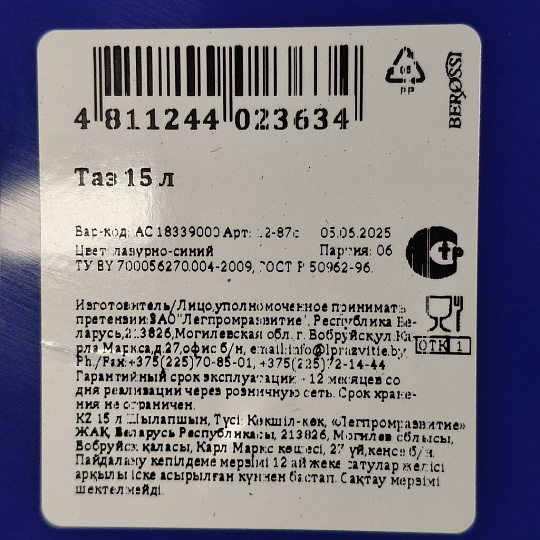 4 811244 023634
05
PP
BEROSSI
Таз 15 л
Вар-код: АС 18339000 Арт: 05.06.2025
Цвет: лазурно-синий Партия: 06
ТУ BY 700056270.004-2009, ГОСТ Р 50962-96.
Изготовитель/Лицо, уполномоченное принимать
претензии: ЗАО "Легпромразвитие". Республика Бе-
ларусь, 213826, Могилевская обл. г. Бобруйск, ул. Ка-
рла Маркса, д.27, офис б/н, email: info@lprazvitie.by
Ph./Fax: +375(225)70-85-01, +375(225)72-14-44
Гарантийный срок эксплуатации - 12 месяцев со
дня реализации через розничную сеть. Срок хране-
ния не ограничен.
ОТК 1
KZ 15 л Шылапшын, Түсі: Көкшіл-көк, «Легпромразвитие»
ЖАҚ, Беларусь Республикасы, 213826, Могилев облысы,
Бобруйск қаласы, Карл Маркс көшесі, 27 үй, кеңсе б/н.
Пайдалану кепілдеме мерзімі 12 ай жеке сатулар желісі
арқылы іске асырылған күннен бастап. Сақтау мерзімі
шектелмейді.